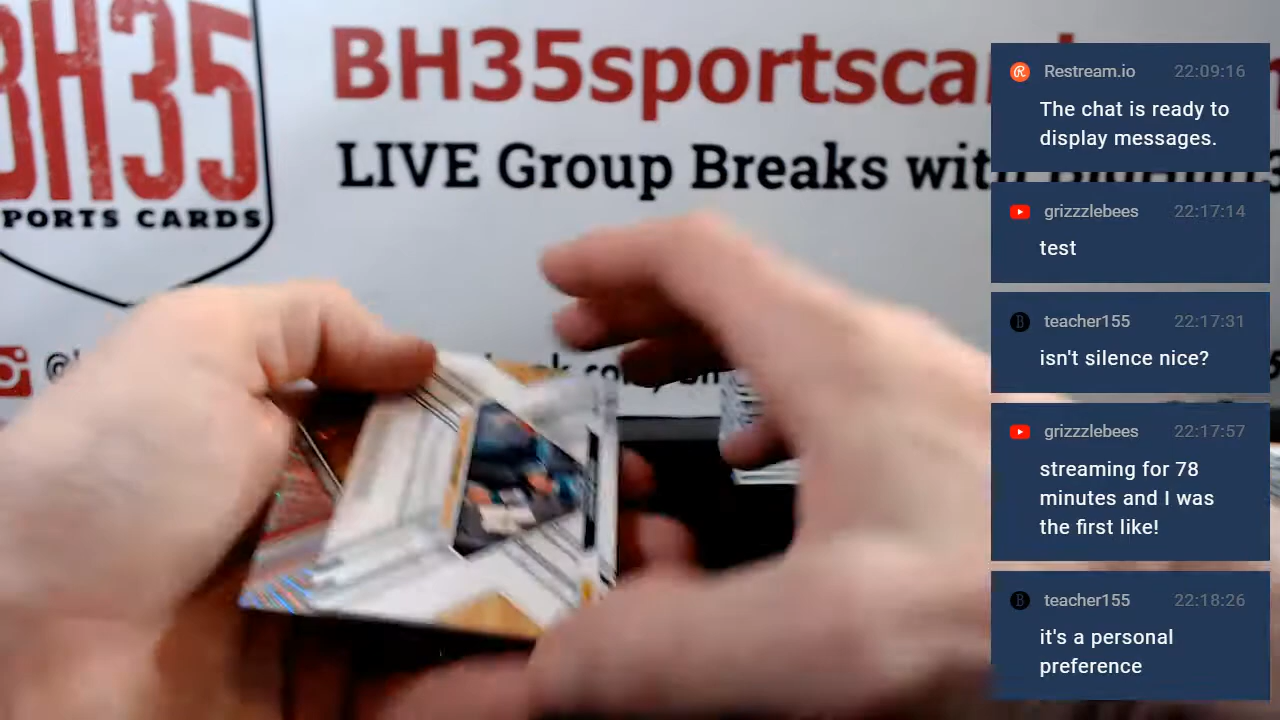 BH35
PORTS CARDS
BH35sportsca
LIVE Group Breaks with
Restream.io 22:09:16
The chat is ready to
display messages.
grizzzlebees 22:17:14
test
teacher155 22:17:31
isn't silence nice?
grizzzlebees 22:17:57
streaming for 78
minutes and I was
the first like!
teacher155 22:18:26
it's a personal
preference